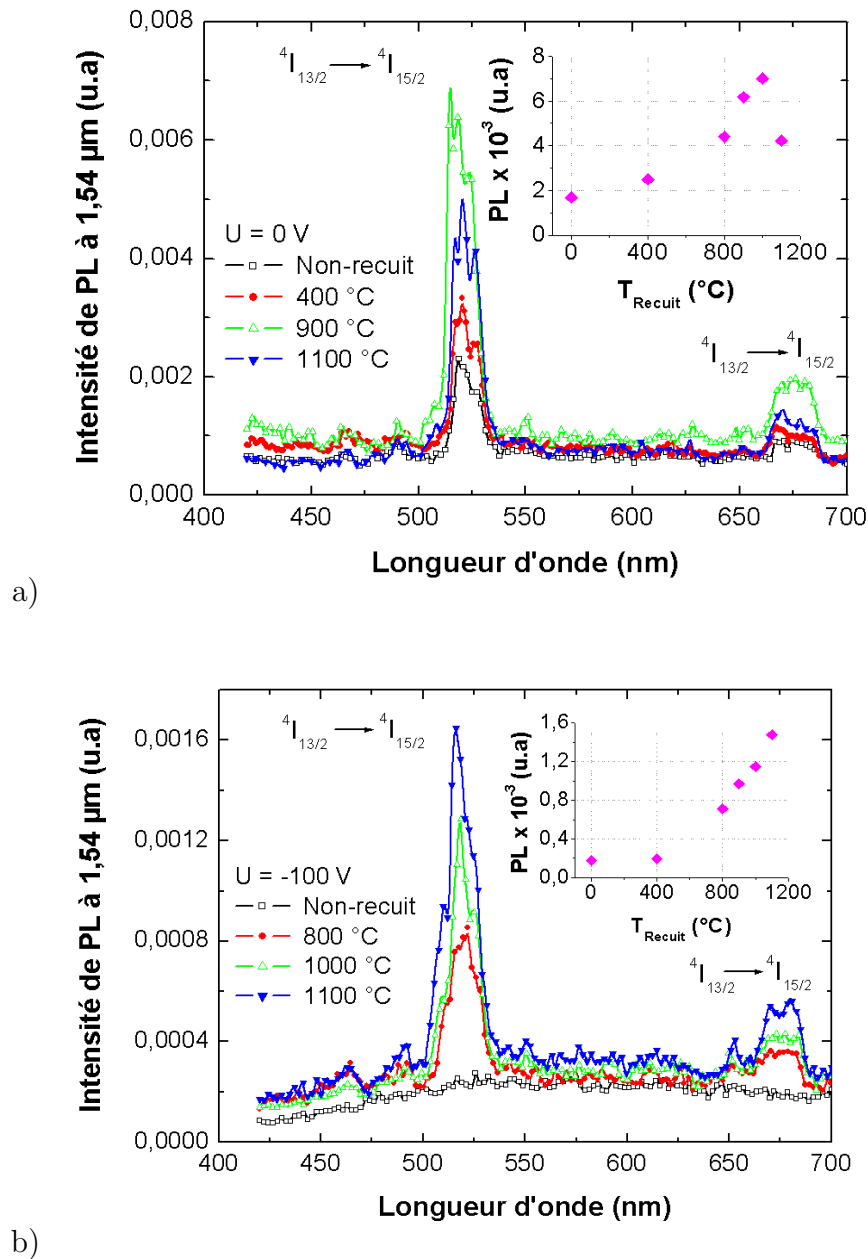 a)
Intensité de PL à 1,54 µm (u.a)
0,008
0,006
0,004
0,002
0,000
⁴I₁₃/₂ → ⁴I₁₅/₂
U = 0 V
Non-recuit
400 °C
900 °C
1100 °C
PL x 10⁻³ (u.a)
8
6
4
2
0
0 400 800 1200
T_Recuit (°C)
⁴I₁₃/₂ → ⁴I₁₅/₂
400 450 500 550 600 650 700
Longueur d'onde (nm)
b)
Intensité de PL à 1,54 µm (u.a)
0,0016
0,0012
0,0008
0,0004
0,0000
⁴I₁₃/₂ → ⁴I₁₅/₂
U = -100 V
Non-recuit
800 °C
1000 °C
1100 °C
PL x 10⁻³ (u.a)
1,6
1,2
0,8
0,4
0,0
0 400 800 1200
T_Recuit (°C)
⁴I₁₃/₂ → ⁴I₁₅/₂
400 450 500 550 600 650 700
Longueur d'onde (nm)